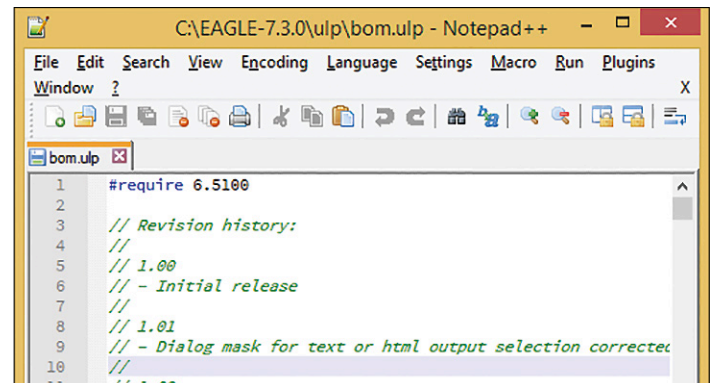 C:\EAGLE-7.3.0\ulp\bom.ulp - Notepad++
File Edit Search View Encoding Language Settings Macro Run Plugins
Window ? X
bom.ulp
1 #require 6.5100
2
3 // Revision history:
4 //
5 // 1.00
6 // - Initial release
7 //
8 // 1.01
9 // - Dialog mask for text or html output selection corrected
10 //